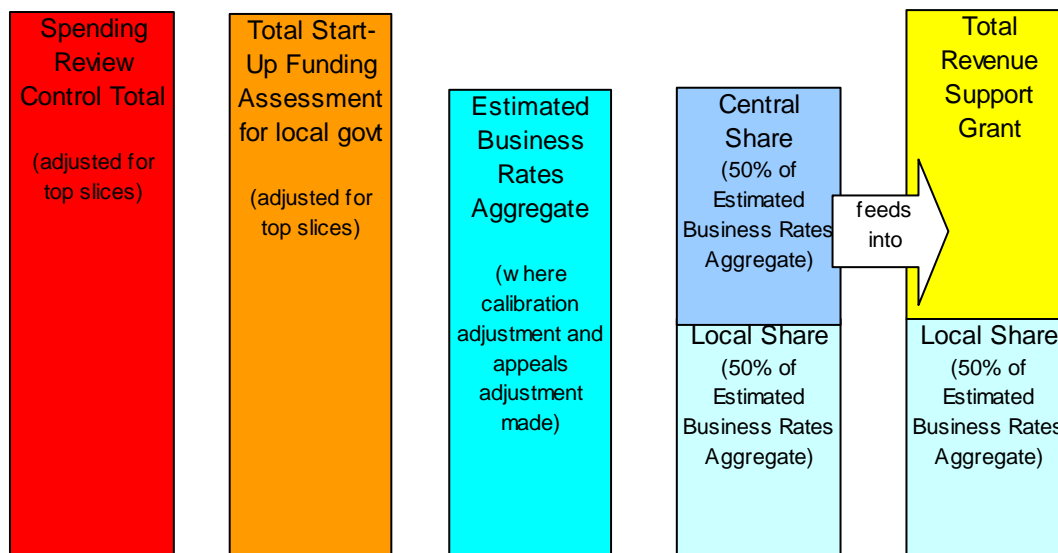 Spending
Review
Control Total
(adjusted for
top slices)
Total Start-
Up Funding
Assessment
for local govt
(adjusted for
top slices)
Estimated
Business
Rates
Aggregate
(where
calibration
adjustment and
appeals
adjustment
made)
Central
Share
(50% of
Estimated
Business Rates
Aggregate)
Local Share
(50% of
Estimated
Business Rates
Aggregate)
feeds
into
Total
Revenue
Support
Grant
Local Share
(50% of
Estimated
Business Rates
Aggregate)